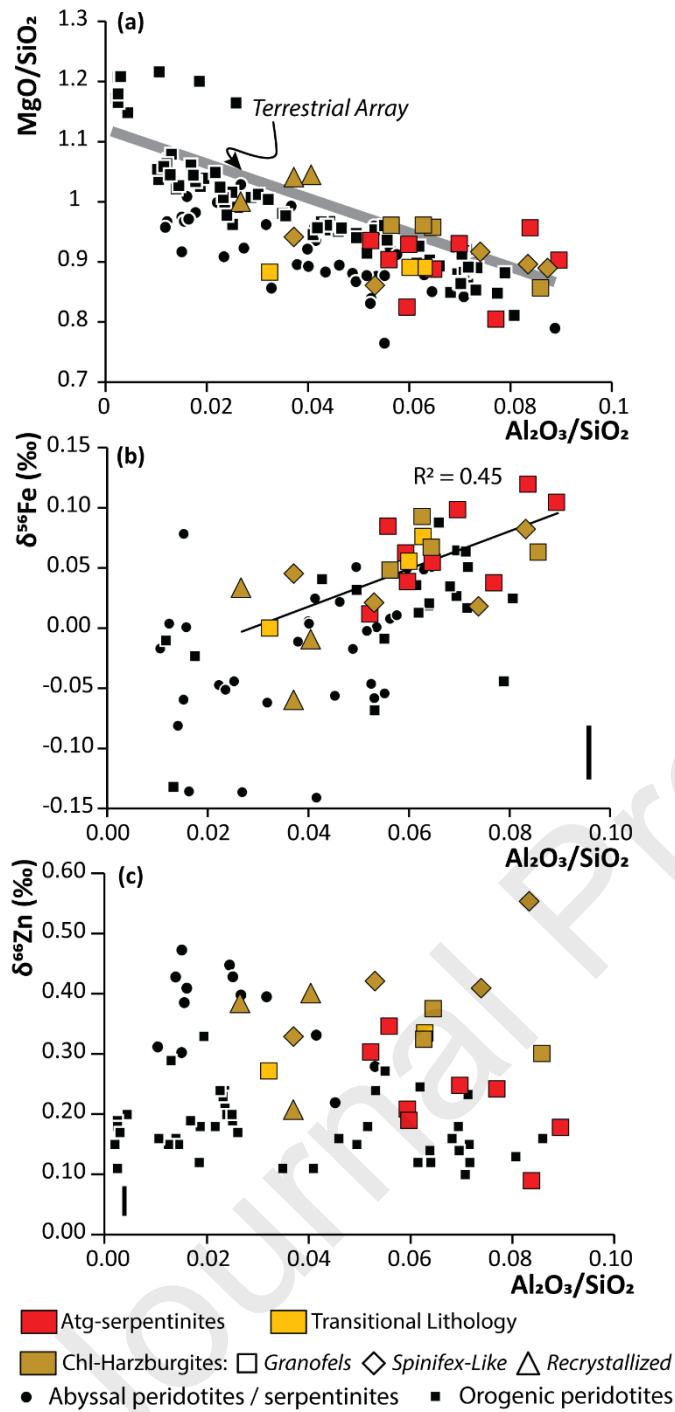 (a)
MgO/SiO₂
1.3
1.2
1.1
1
0.9
0.8
0.7
Terrestrial Array
0
0.02
0.04
0.06
0.08
0.1
Al₂O₃/SiO₂
(b)
δ⁵⁶Fe (‰)
0.15
0.10
0.05
0.00
-0.05
-0.10
-0.15
R² = 0.45
0.00
0.02
0.04
0.06
0.08
0.10
Al₂O₃/SiO₂
(c)
δ⁶⁶Zn (‰)
0.60
0.50
0.40
0.30
0.20
0.10
0.00
0.00
0.02
0.04
0.06
0.08
0.10
Al₂O₃/SiO₂
Atg-serpentinites Transitional Lithology
Chl-Harzburgites: Granofels Spinifex-Like Recrystallized
Abyssal peridotites / serpentinites Orogenic peridotites
Journal Pr